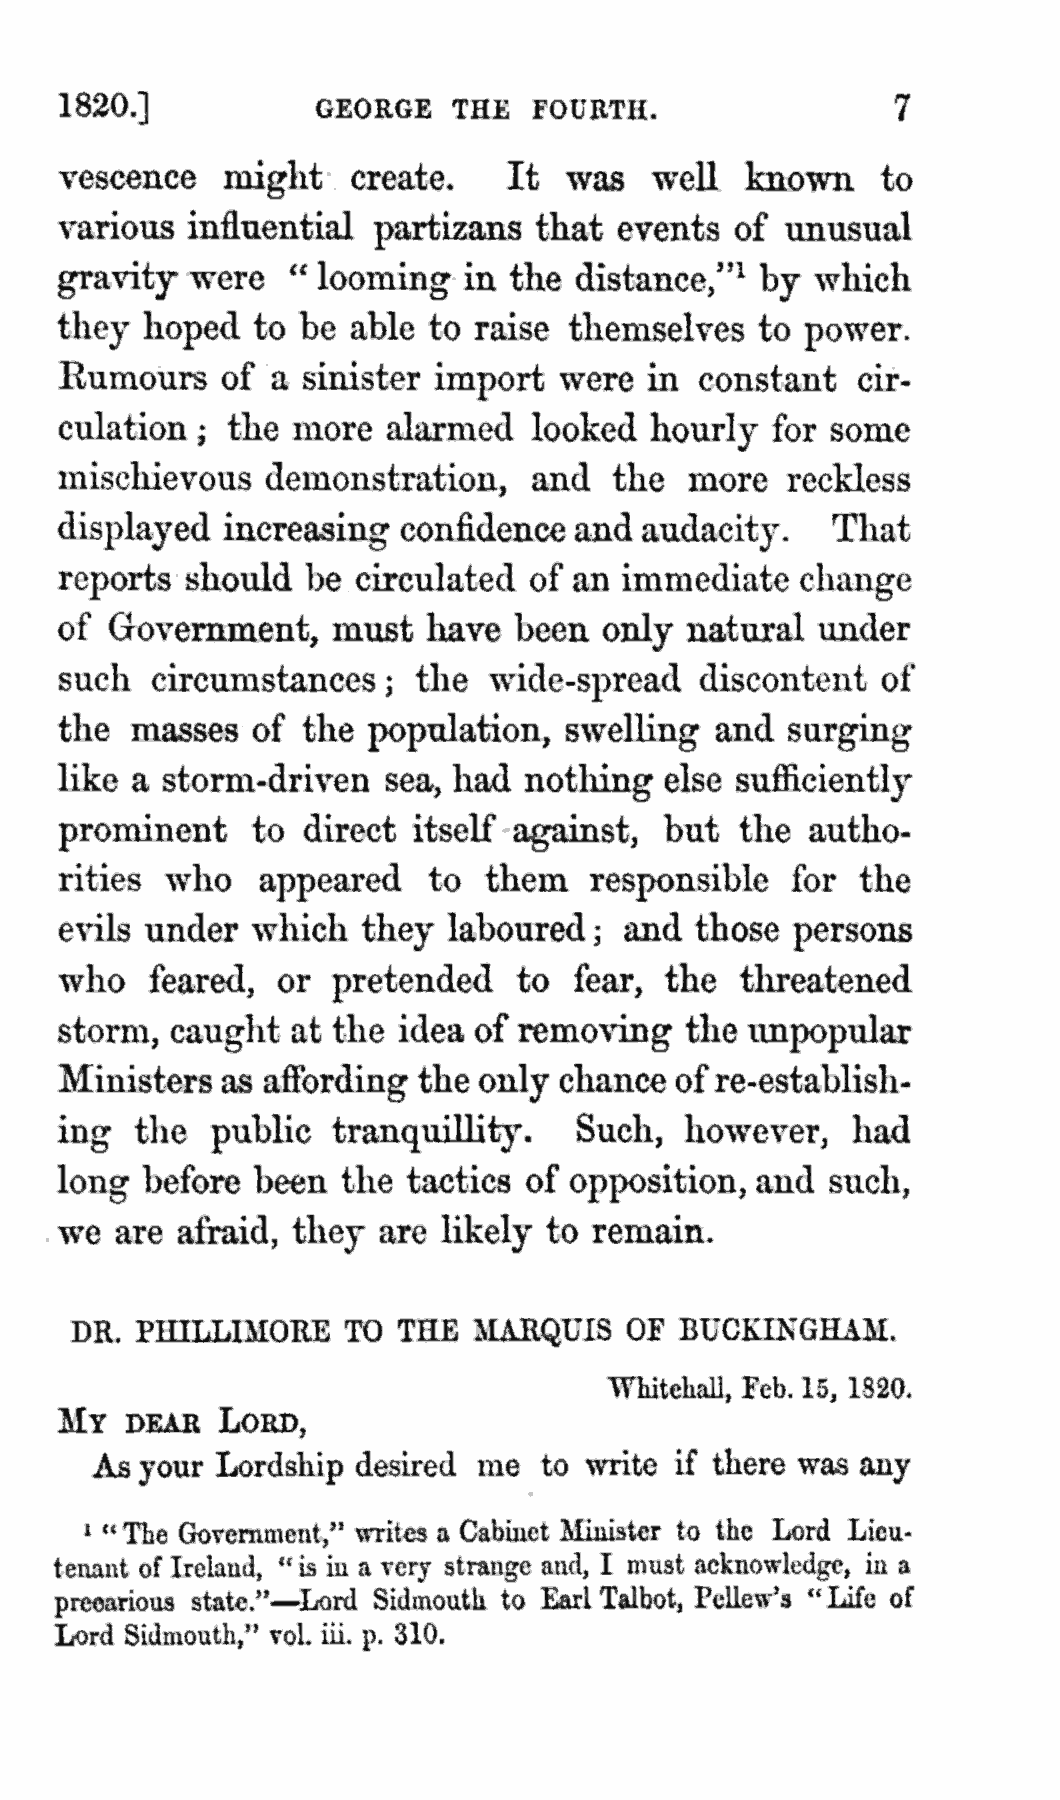 1820.] GEORGE THE FOURTH. 7
vescence might create. It was well known to
various influential partizans that events of unusual
gravity were “ looming in the distance,”¹ by which
they hoped to be able to raise themselves to power.
Rumours of a sinister import were in constant cir-
culation ; the more alarmed looked hourly for some
mischievous demonstration, and the more reckless
displayed increasing confidence and audacity. That
reports should be circulated of an immediate change
of Government, must have been only natural under
such circumstances ; the wide-spread discontent of
the masses of the population, swelling and surging
like a storm-driven sea, had nothing else sufficiently
prominent to direct itself against, but the autho-
rities who appeared to them responsible for the
evils under which they laboured ; and those persons
who feared, or pretended to fear, the threatened
storm, caught at the idea of removing the unpopular
Ministers as affording the only chance of re-establish-
ing the public tranquillity. Such, however, had
long before been the tactics of opposition, and such,
we are afraid, they are likely to remain.
DR. PHILLIMORE TO THE MARQUIS OF BUCKINGHAM.
Whitehall, Feb. 15, 1820.
MY DEAR LORD,
As your Lordship desired me to write if there was any
¹ “ The Government,” writes a Cabinet Minister to the Lord Lieu-
tenant of Ireland, “ is in a very strange and, I must acknowledge, in a
precarious state.”—Lord Sidmouth to Earl Talbot, Pellew’s “ Life of
Lord Sidmouth,” vol. iii. p. 310.